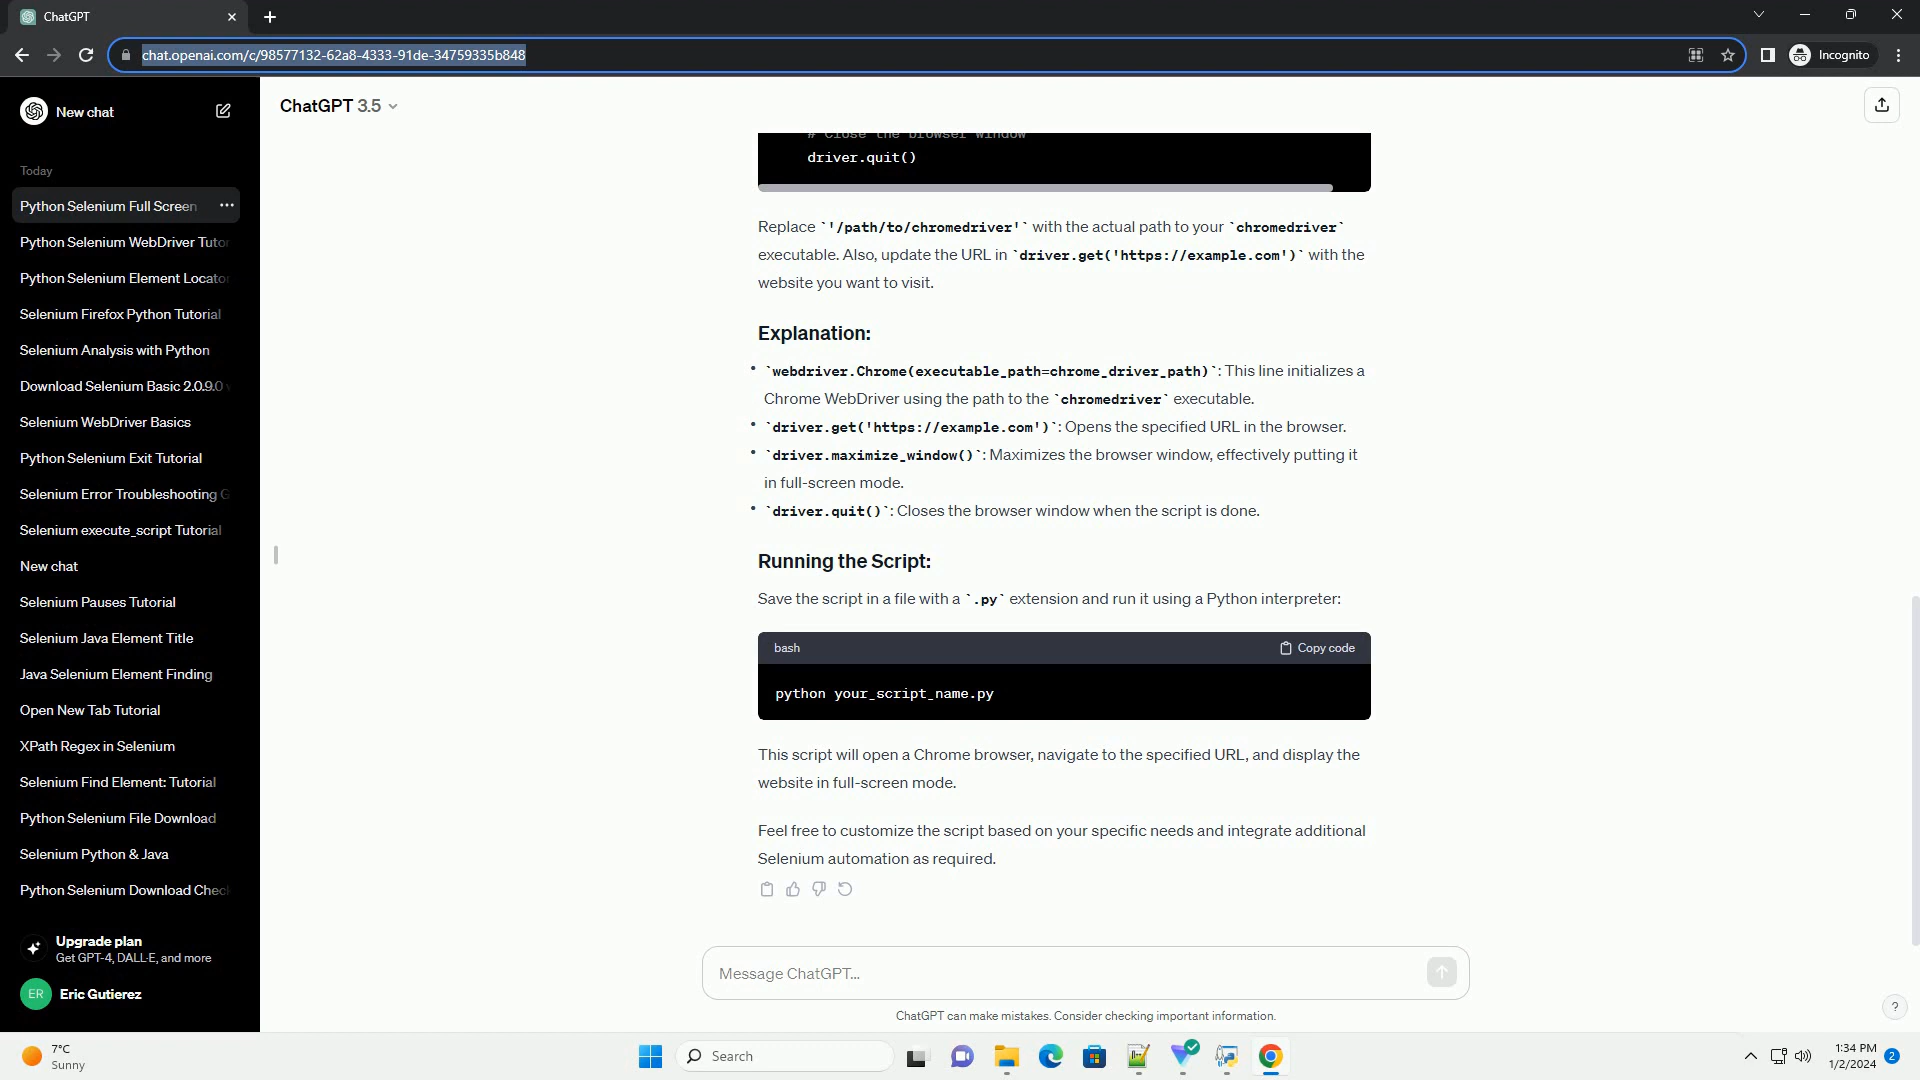 ChatGPT
chat.openai.com/c/98577132-62a8-4333-91de-34759335b848
Incognito
New chat
ChatGPT 3.5
Today
Python Selenium Full Screen
Python Selenium WebDriver Tutor
Python Selenium Element Locator
Selenium Firefox Python Tutorial
Selenium Analysis with Python
Download Selenium Basic 2.0.9.0 v
Selenium WebDriver Basics
Python Selenium Exit Tutorial
Selenium Error Troubleshooting G
Selenium execute_script Tutorial
New chat
Selenium Pauses Tutorial
Selenium Java Element Title
Java Selenium Element Finding
Open New Tab Tutorial
XPath Regex in Selenium
Selenium Find Element: Tutorial
Python Selenium File Download
Selenium Python & Java
Python Selenium Download Chec
Upgrade plan
Get GPT-4, DALL·E, and more
ER
Eric Gutierez
# Close the browser window
driver.quit()
Replace `'/path/to/chromedriver'` with the actual path to your `chromedriver`
executable. Also, update the URL in `driver.get('https://example.com')` with the
website you want to visit.
Explanation:
• `webdriver.Chrome(executable_path=chrome_driver_path)`: This line initializes a
Chrome WebDriver using the path to the `chromedriver` executable.
• `driver.get('https://example.com')`: Opens the specified URL in the browser.
• `driver.maximize_window()`: Maximizes the browser window, effectively putting it
in full-screen mode.
• `driver.quit()`: Closes the browser window when the script is done.
Running the Script:
Save the script in a file with a `.py` extension and run it using a Python interpreter:
bash
Copy code
python your_script_name.py
This script will open a Chrome browser, navigate to the specified URL, and display the
website in full-screen mode.
Feel free to customize the script based on your specific needs and integrate additional
Selenium automation as required.
Message ChatGPT...
ChatGPT can make mistakes. Consider checking important information.
?
7°C
Sunny
Search
1:34 PM
1/2/2024
2